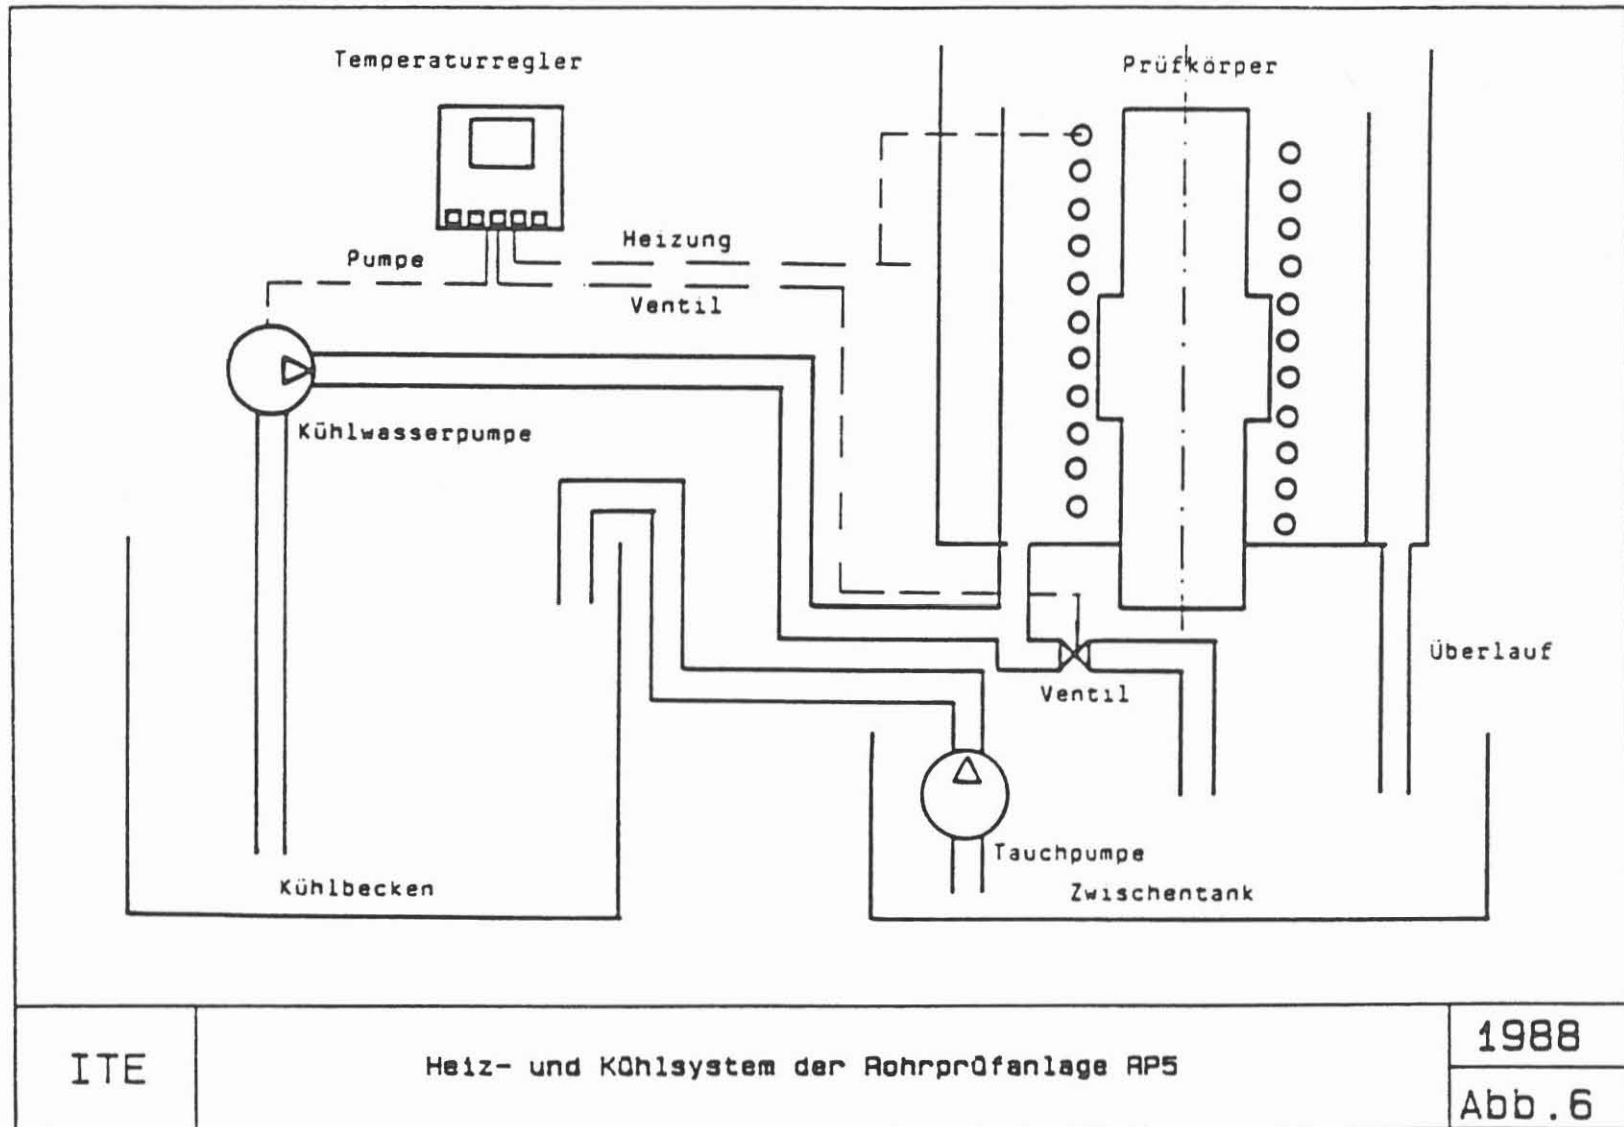 Temperaturregler
Prüfkörper
Heizung
Pumpe
Ventil
Kühlwasserpumpe
Überlauf
Ventil
Tauchpumpe
Kühlbecken
Zwischentank
ITE
Heiz- und Kühlsystem der Rohrprüfanlage RP5
1988
Abb.6